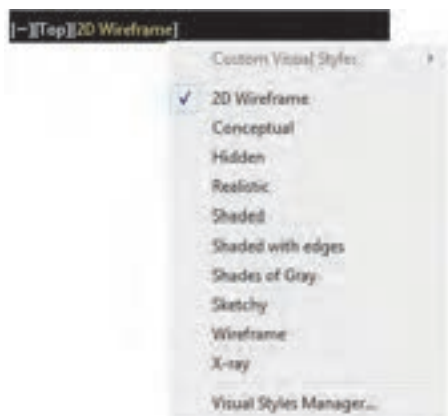 [−][Top][2D Wireframe]
Custom Visual Styles
2D Wireframe
Conceptual
Hidden
Realistic
Shaded
Shaded with edges
Shades of Gray
Sketchy
Wireframe
X-ray
Visual Styles Manager...